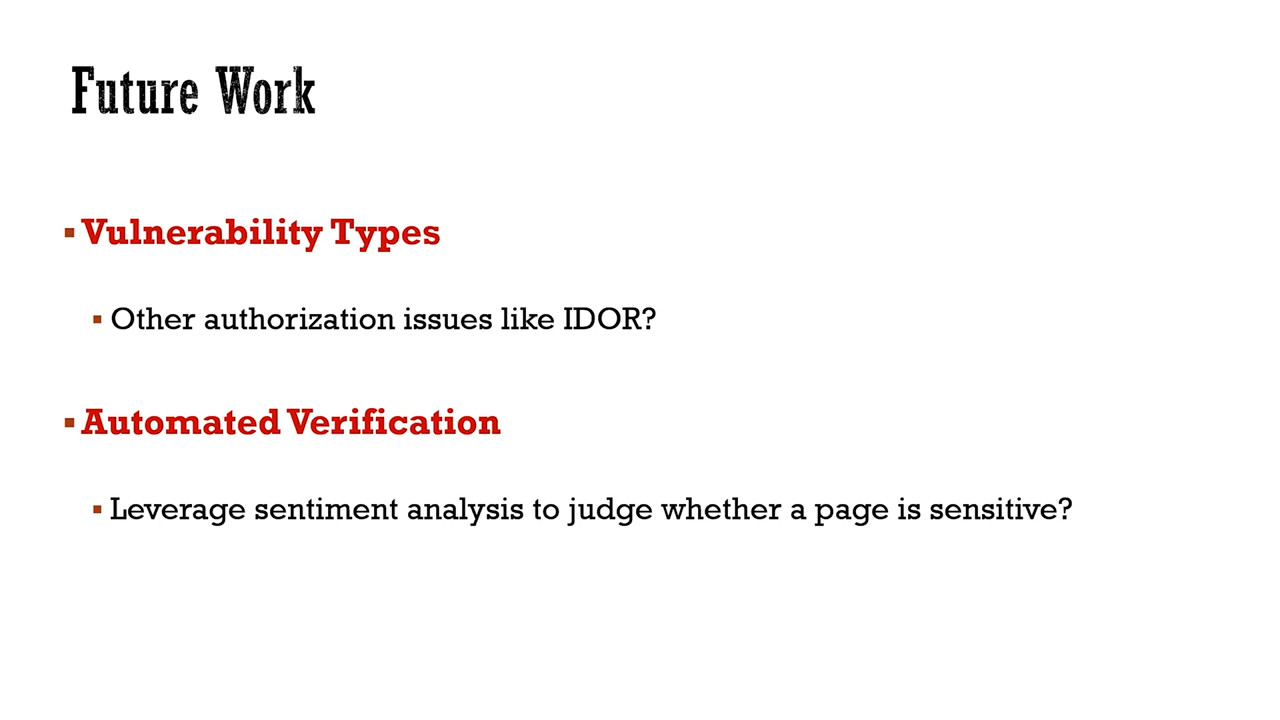 Future Work
Vulnerability Types
Other authorization issues like IDOR?
Automated Verification
Leverage sentiment analysis to judge whether a page is sensitive?